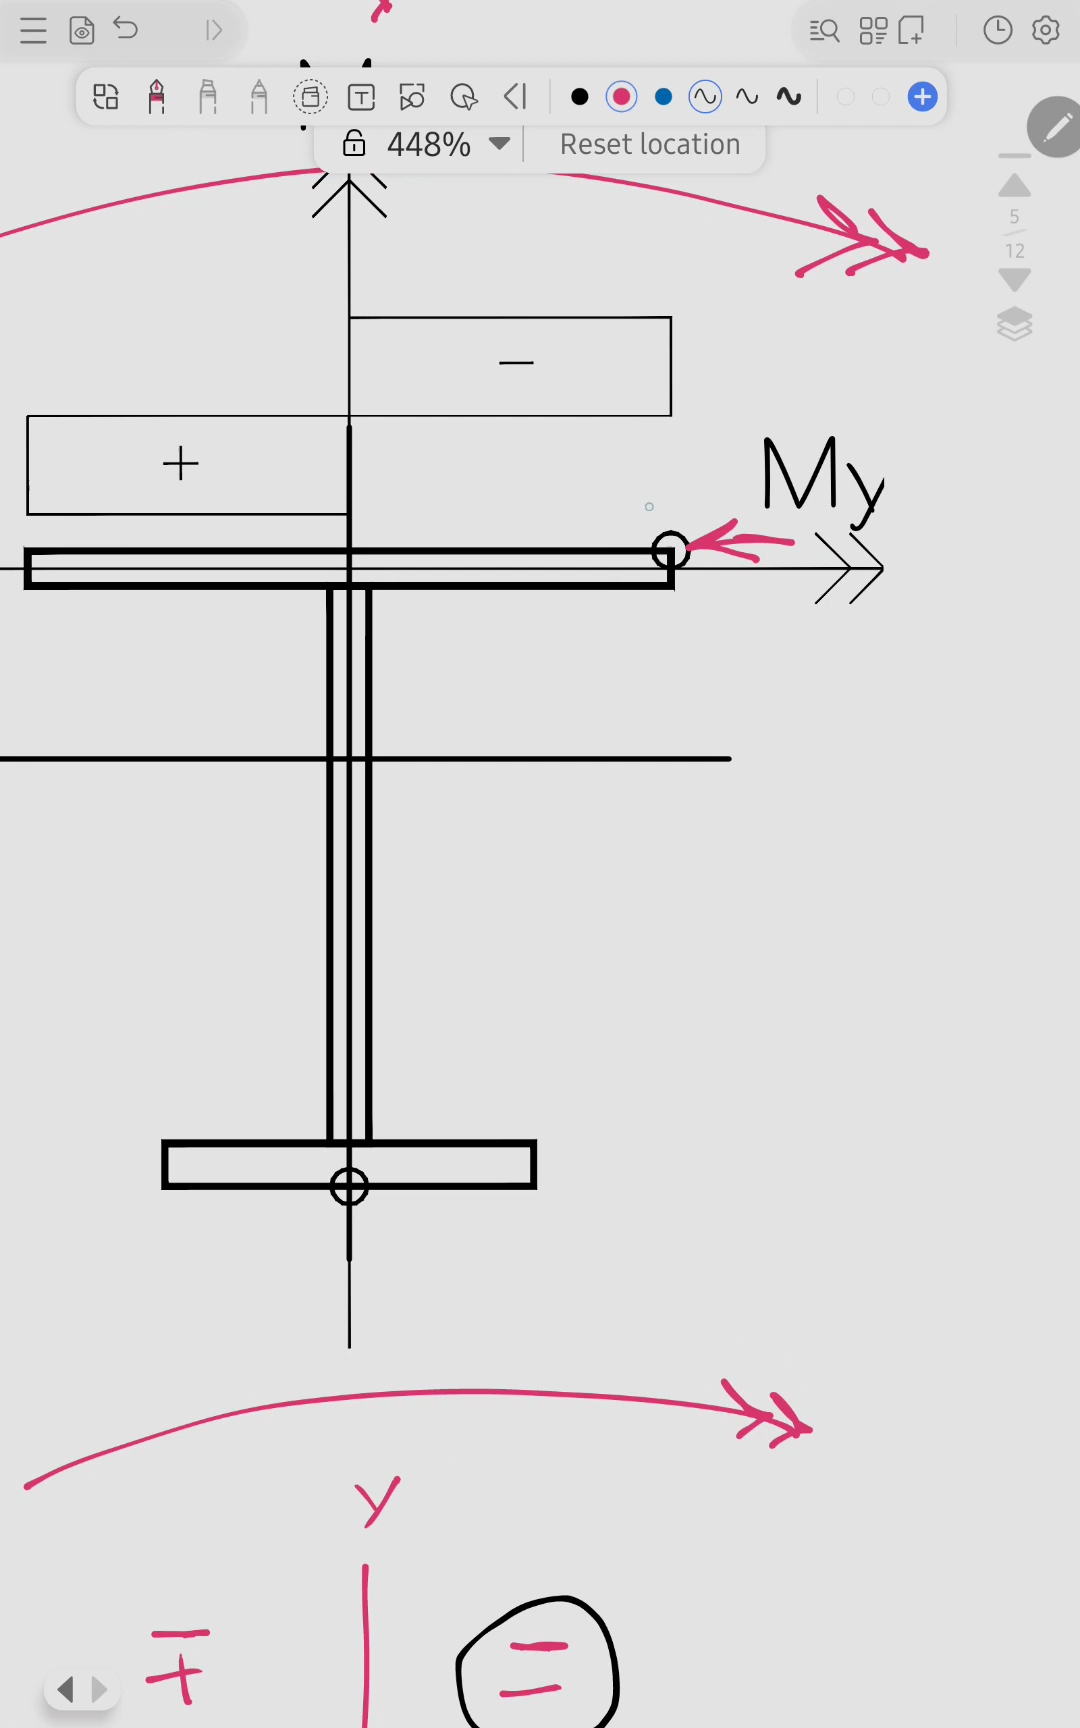 448% Reset location
5
12
−
+
My
y
− −
+ −